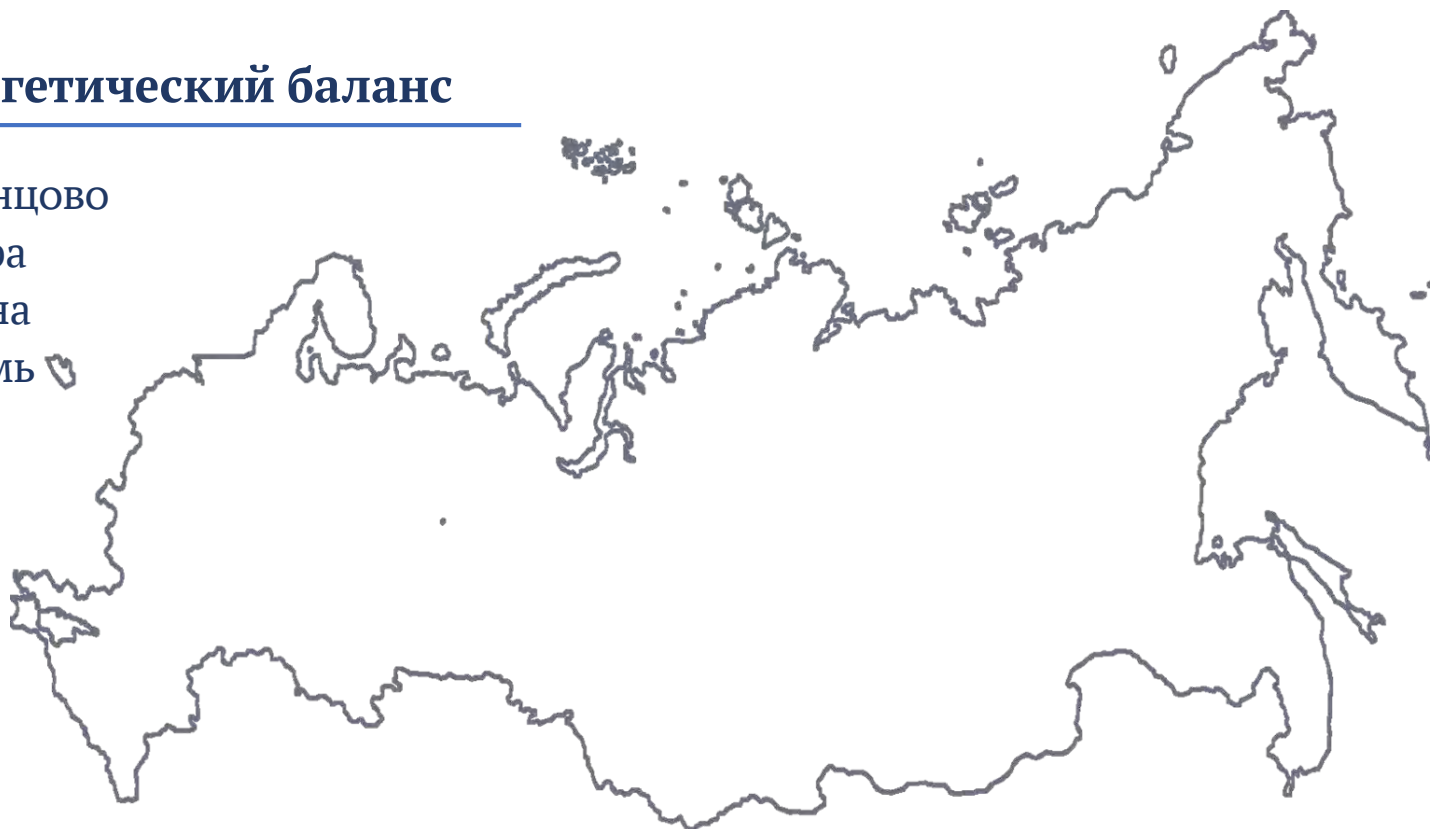 гетический баланс
нцово
ра
на
мь